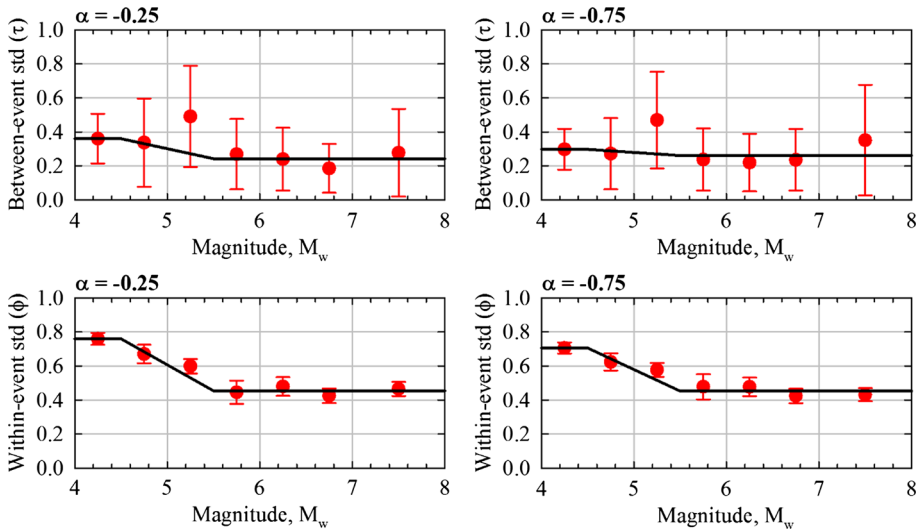 α = -0.25
Between-event std (τ)
1.0
0.8
0.6
0.4
0.2
0.0
4 5 6 7 8
Magnitude, Mw
α = -0.75
Between-event std (τ)
1.0
0.8
0.6
0.4
0.2
0.0
4 5 6 7 8
Magnitude, Mw
α = -0.25
Within-event std (ϕ)
1.0
0.8
0.6
0.4
0.2
0.0
4 5 6 7 8
Magnitude, Mw
α = -0.75
Within-event std (ϕ)
1.0
0.8
0.6
0.4
0.2
0.0
4 5 6 7 8
Magnitude, Mw